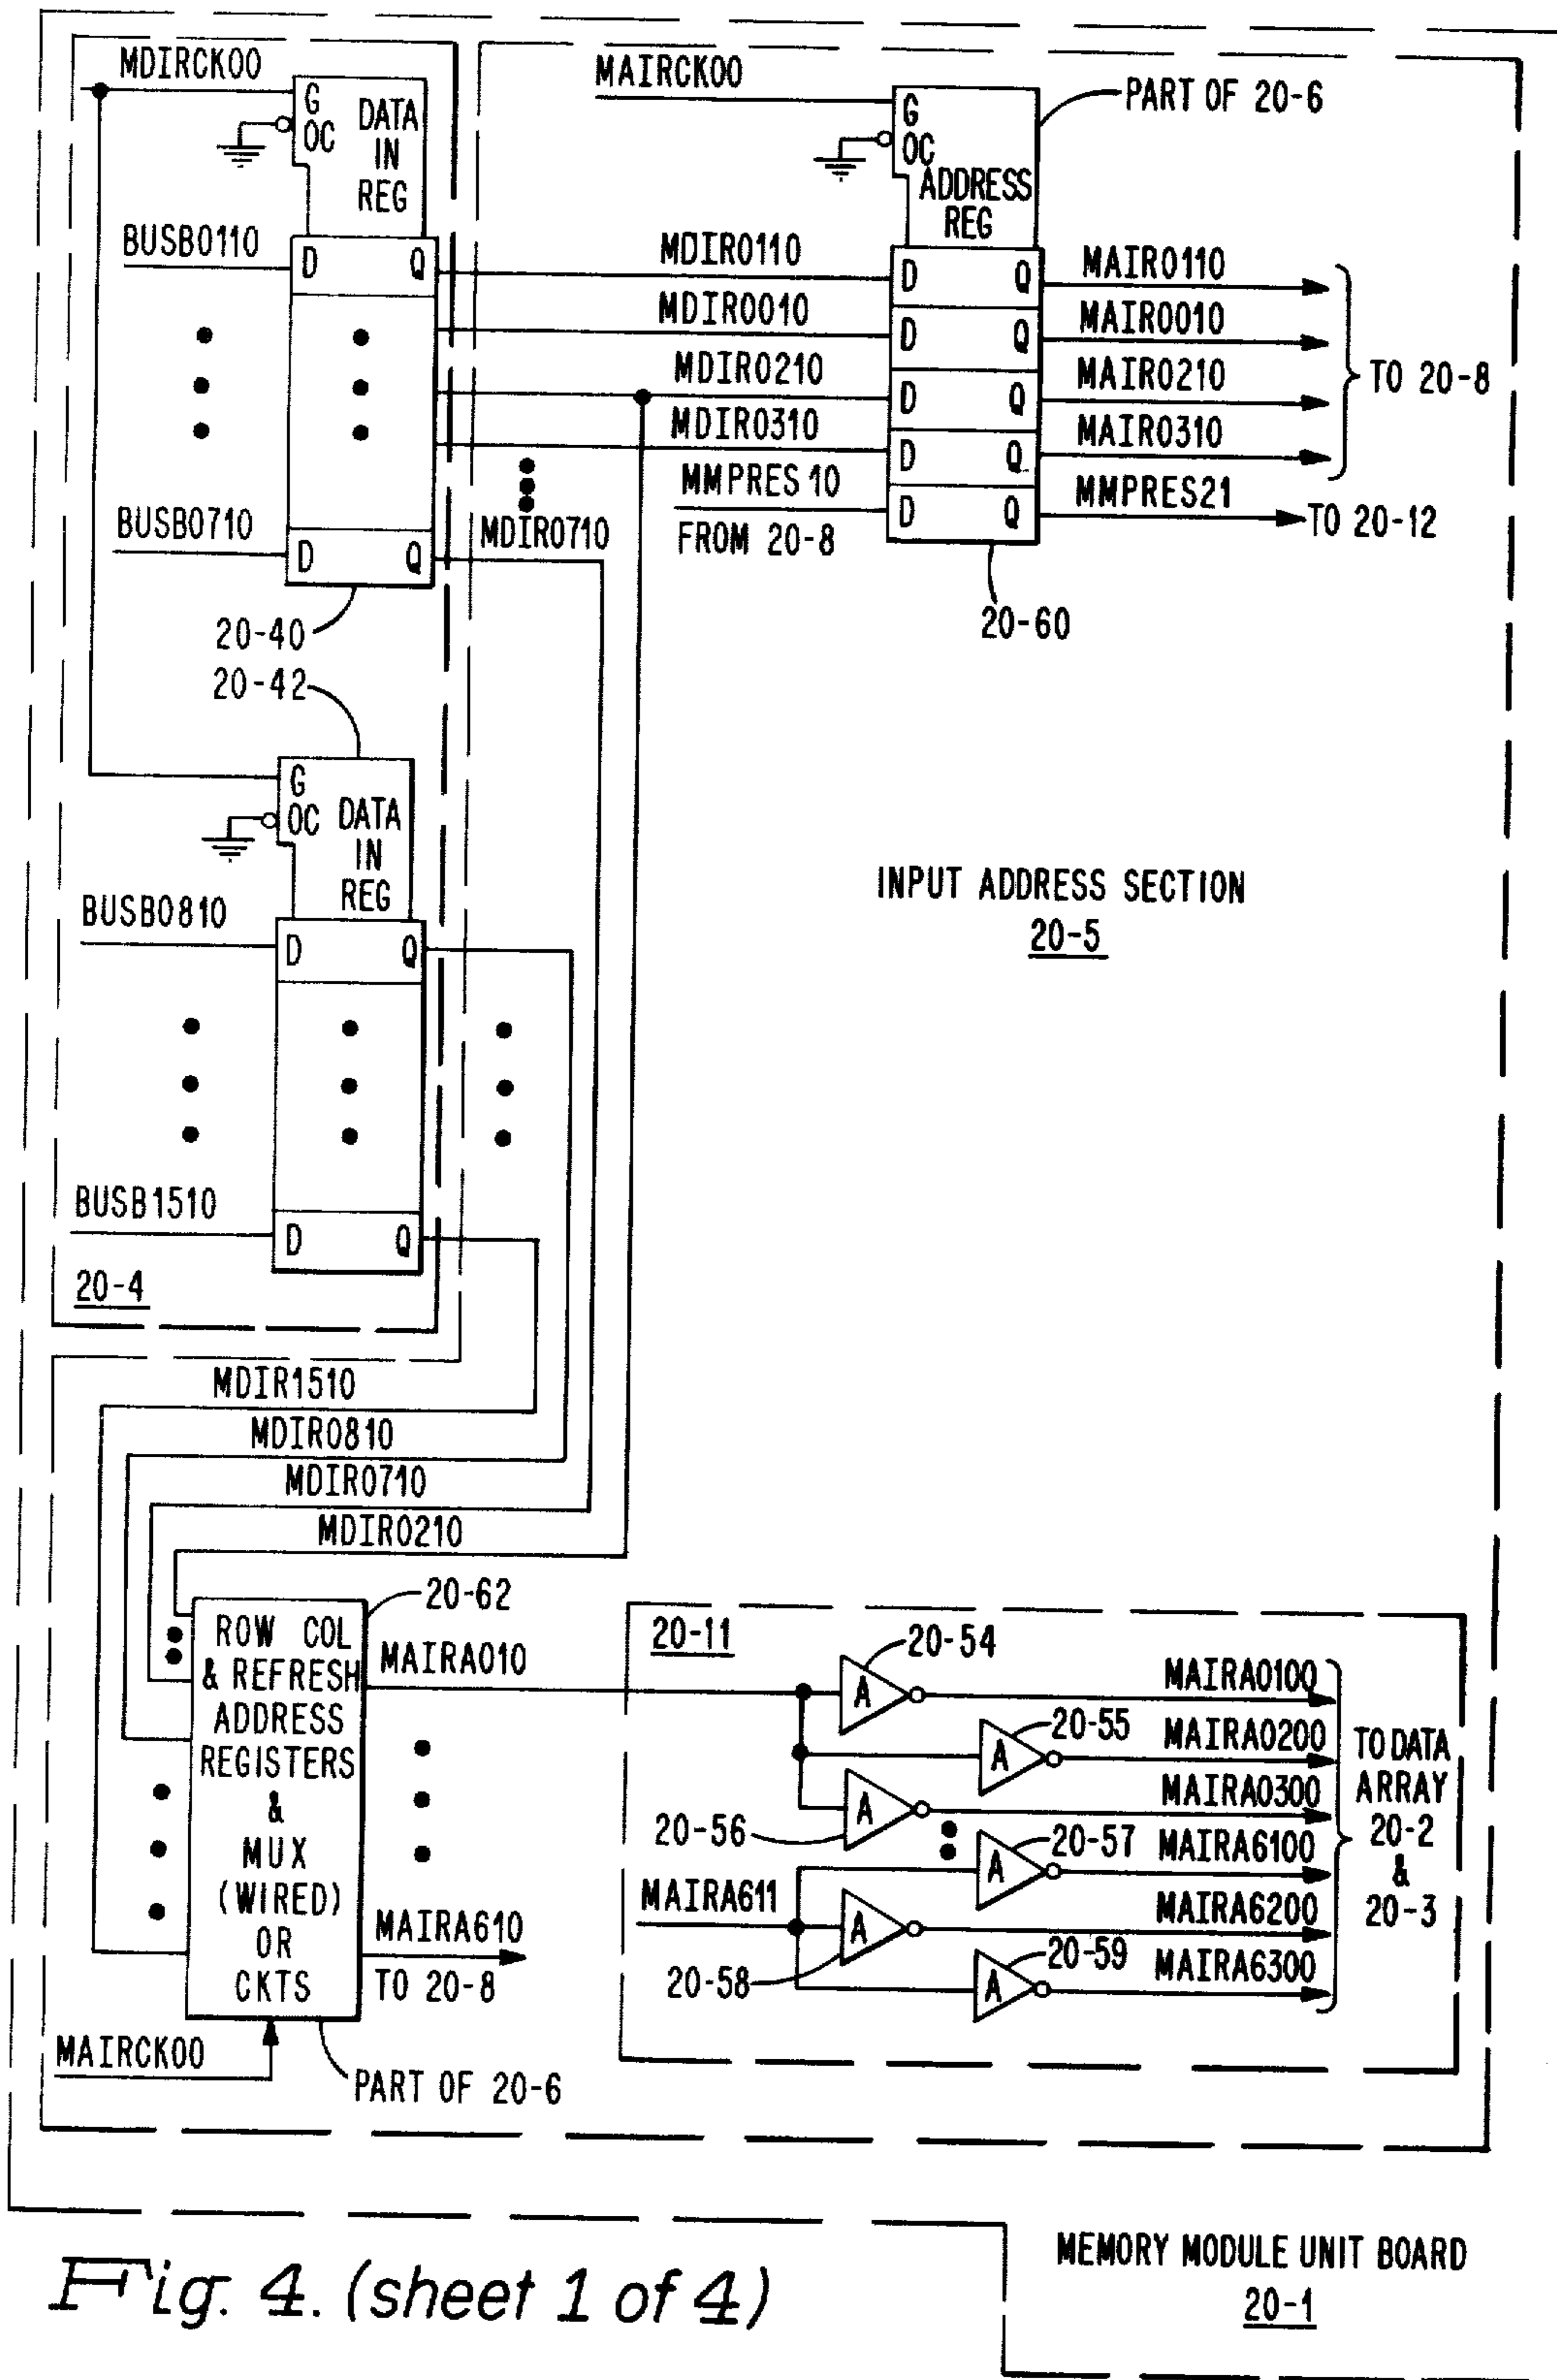 MDIRCK00
G
OC
DATA
IN
REG
BUSB0110
D Q
BUSB0710
D Q
20-40
20-42
G
OC
DATA
IN
REG
BUSB0810
D Q
BUSB1510
D Q
20-4
MAIRCK00
G
OC
ADDRESS
REG
PART OF 20-6
MDIR0110
D Q
MAIR0110
MDIR0010
D Q
MAIR0010
MDIR0210
D Q
MAIR0210
MDIR0310
D Q
MAIR0310
TO 20-8
MMPRES10
FROM 20-8
D Q
MMPRES21
TO 20-12
MDIR0710
20-60
INPUT ADDRESS SECTION
20-5
MDIR1510
MDIR0810
MDIR0710
MDIR0210
20-62
ROW COL
& REFRESH
ADDRESS
REGISTERS
&
MUX
(WIRED)
OR
CKTS
MAIRA010
MAIRA610
TO 20-8
MAIRCK00
PART OF 20-6
20-11
A
20-54
MAIRA0100
A
20-55
MAIRA0200
A
20-56
MAIRA0300
A
20-57
MAIRA6100
MAIRA611
A
20-58
MAIRA6200
A
20-59
MAIRA6300
TO DATA
ARRAY
20-2
&
20-3
Fig. 4. (sheet 1 of 4)
MEMORY MODULE UNIT BOARD
20-1